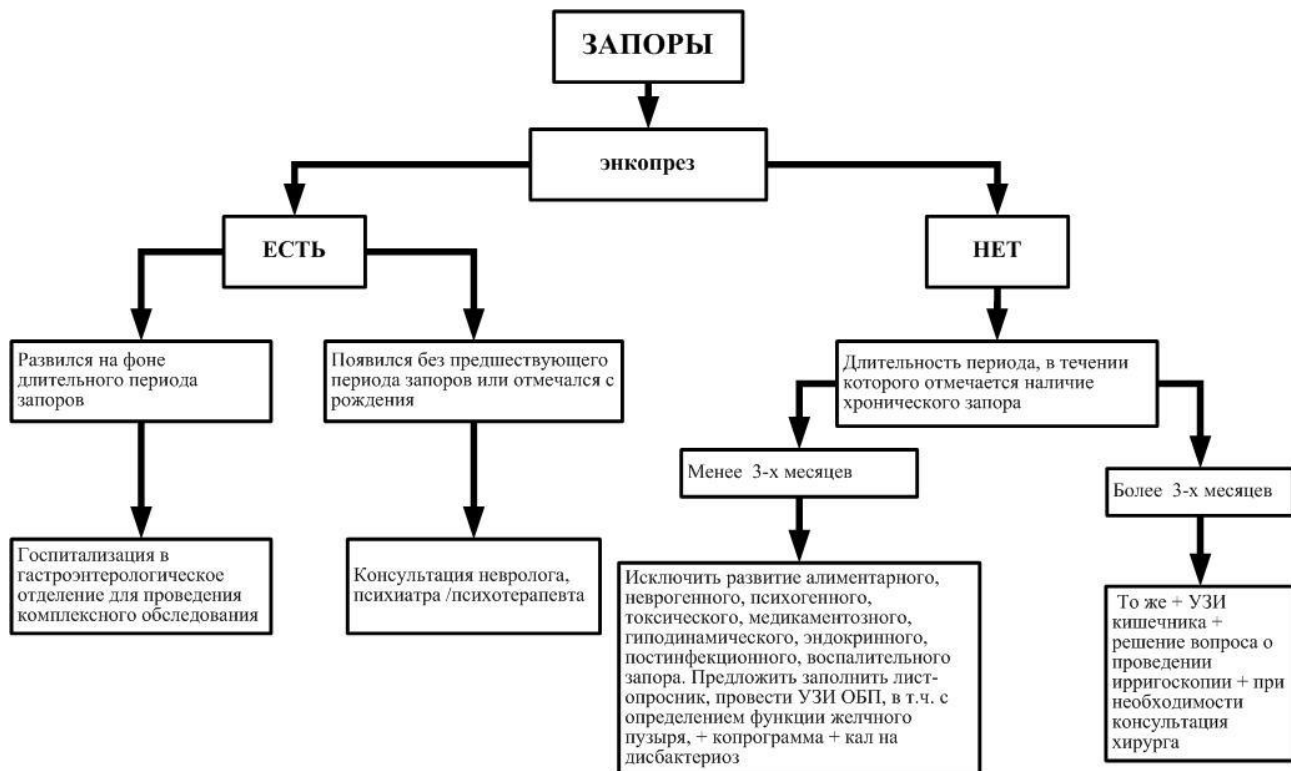 ЗАПОРЫ
энкопрез
ЕСТЬ
НЕТ
Развился на фоне
длительного периода
запоров
Появился без предшествующего
периода запоров или отмечался с
рождения
Длительность периода, в течении
которого отмечается наличие
хронического запора
Менее 3-х месяцев
Более 3-х месяцев
Госпитализация в
гастроэнтерологическое
отделение для проведения
комплексного обследования
Консультация невролога,
психиатра /психотерапевта
Исключить развитие алиментарного,
неврогенного, психогенного,
токсического, медикаментозного,
гиподинамического, эндокринного,
постинфекционного, воспалительного
запора. Предложить заполнить лист-
опросник, провести УЗИ ОБП, в т.ч. с
определением функции желчного
пузыря, + копрограмма + кал на
дисбактериоз
То же + УЗИ
кишечника +
решение вопроса о
проведении
ирригоскопии + при
необходимости
консультация
хирурга